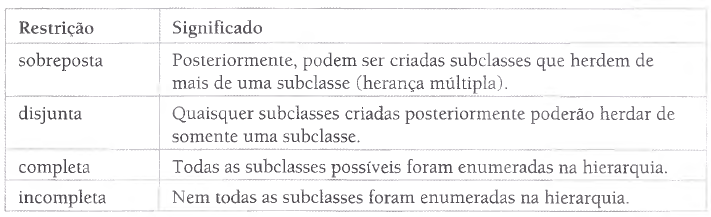 Restrição Significado
sobreposta Posteriormente, podem ser criadas subclasses que herdem de
mais de uma subclasse (herança múltipla).
disjunta Quaisquer subclasses criadas posteriormente poderão herdar de
somente uma subclasse.
completa Todas as subclasses possíveis foram enumeradas na hierarquia.
incompleta Nem todas as subclasses foram enumeradas na hierarquia.